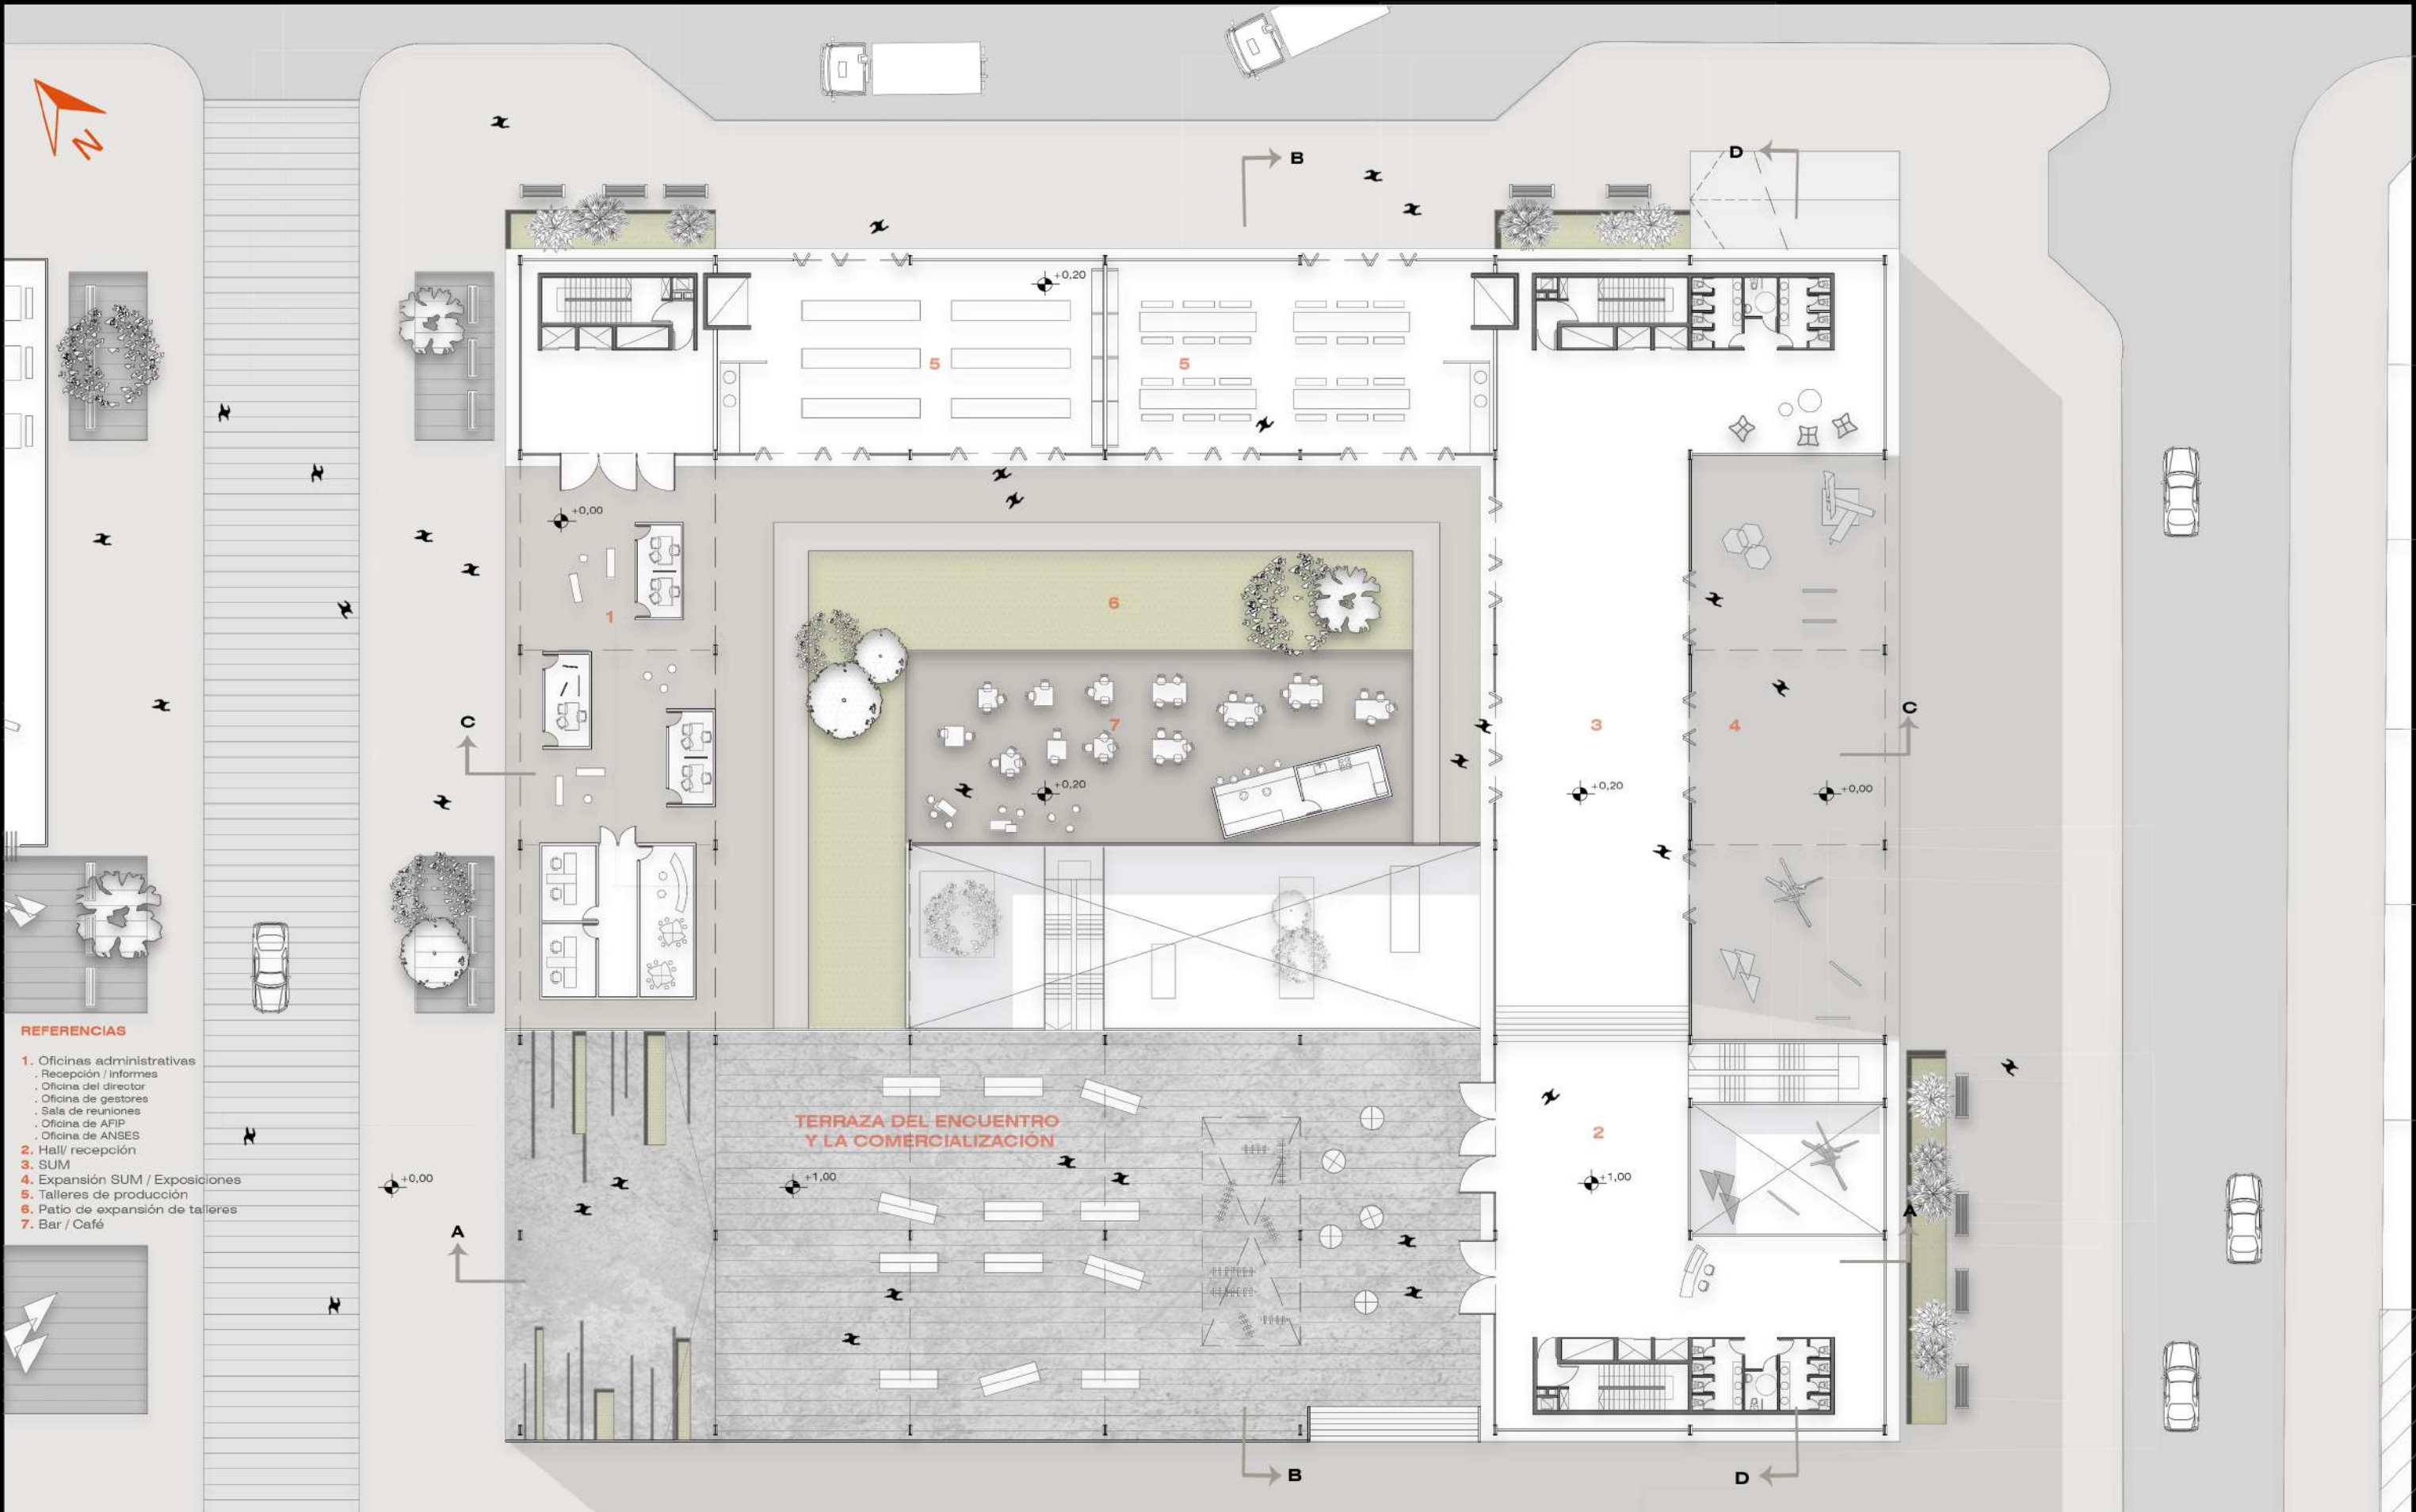 N
B
D
+0,20
5
5
+0,00
1
6
C
7
3
4
C
+0,20
+0,20
+0,00
REFERENCIAS
1. Oficinas administrativas
. Recepción / informes
. Oficina del director
. Oficina de gestores
. Sala de reuniones
. Oficina de AFIP
. Oficina de ANSES
2. Hall/ recepción
3. SUM
4. Expansión SUM / Exposiciones
5. Talleres de producción
6. Patio de expansión de talleres
7. Bar / Café
TERRAZA DEL ENCUENTRO
Y LA COMERCIALIZACIÓN
2
+0,00
+1,00
+1,00
A
A
B
D